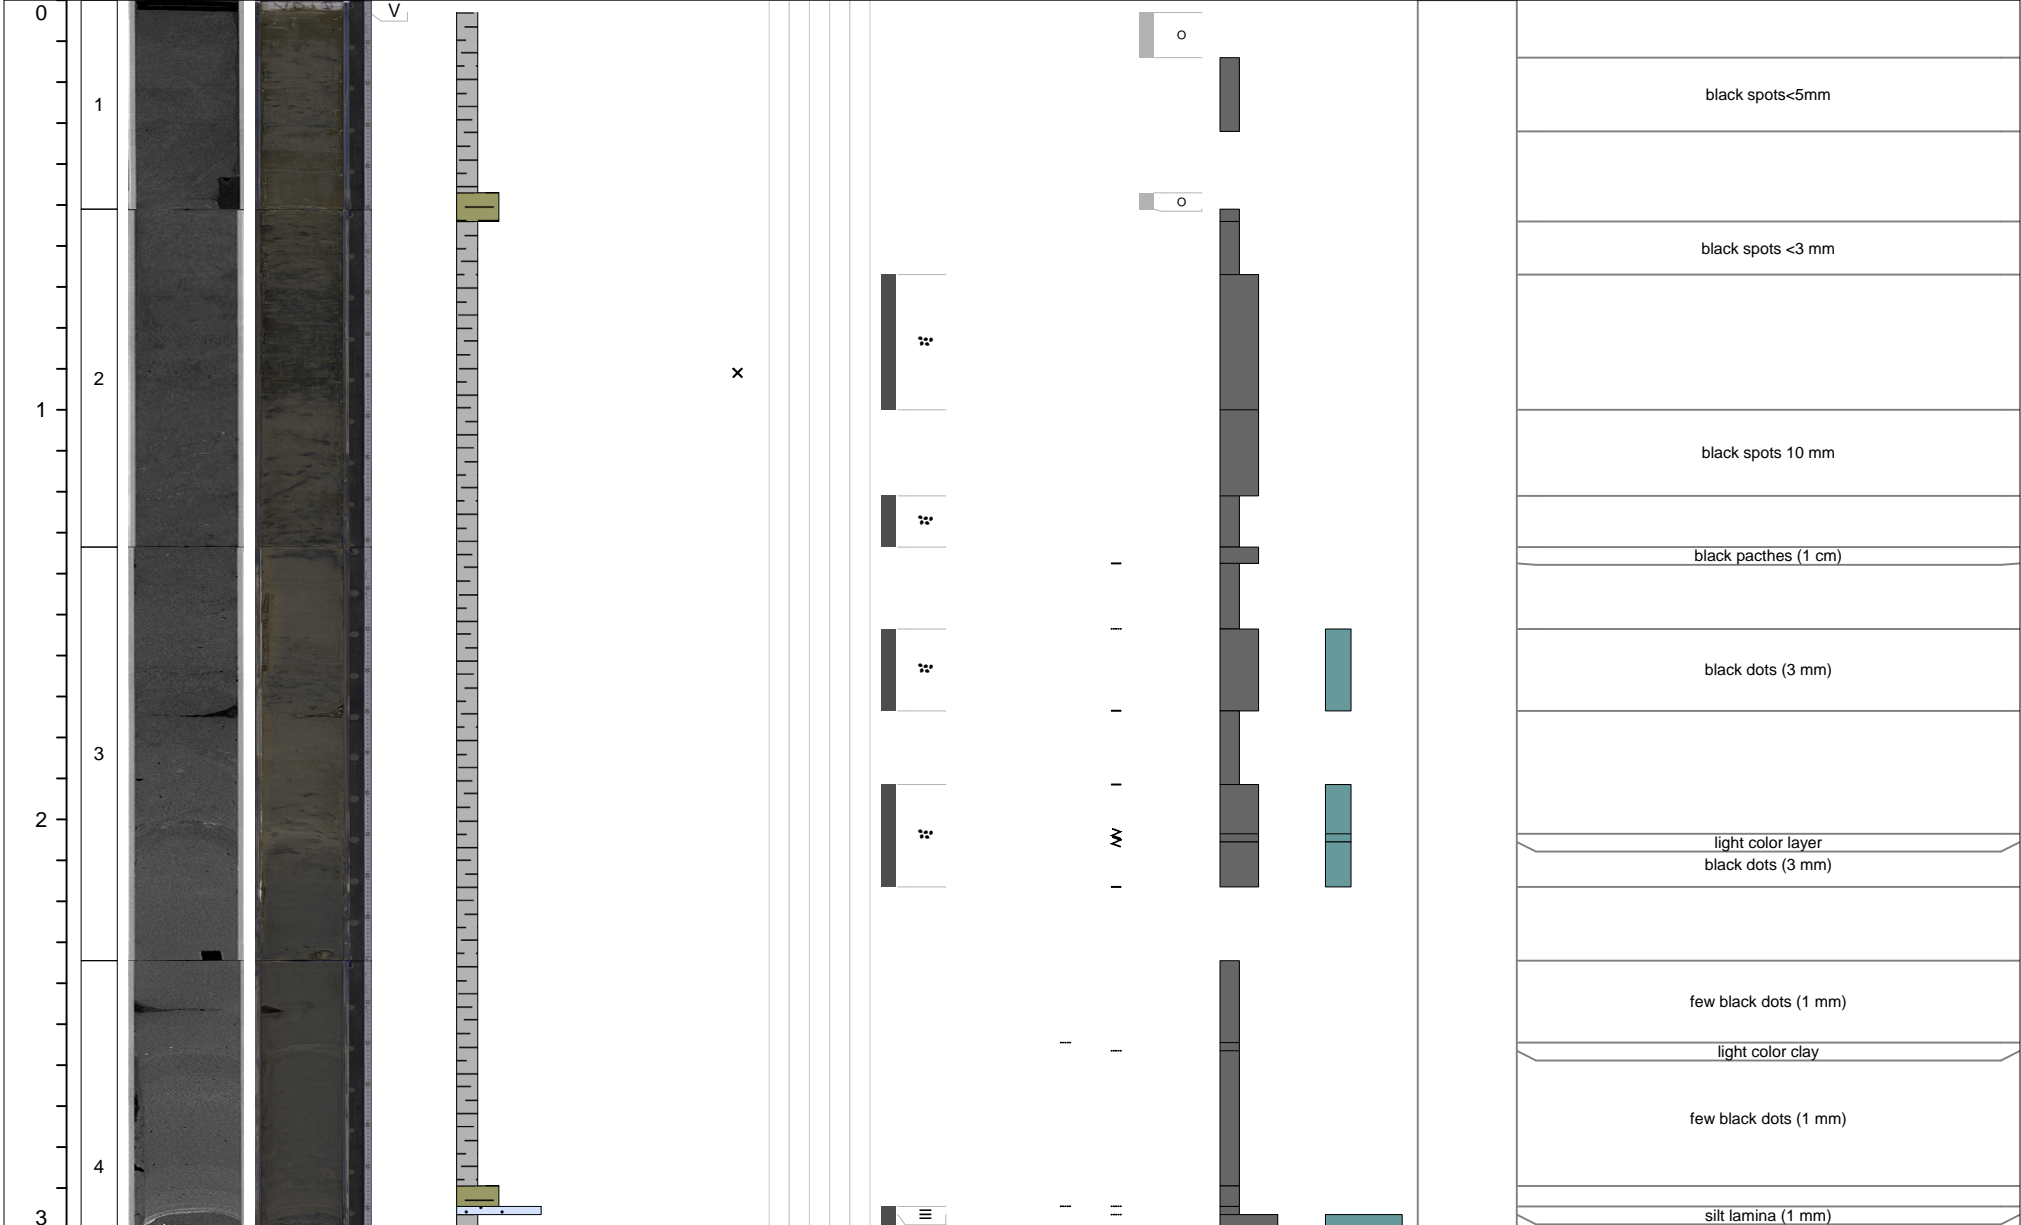 0
V
O
black spots<5mm
1
O
black spots <3 mm
2
1
black spots 10 mm
black pacthes (1 cm)
black dots (3 mm)
3
2
light color layer
black dots (3 mm)
few black dots (1 mm)
light color clay
few black dots (1 mm)
4
3
silt lamina (1 mm)